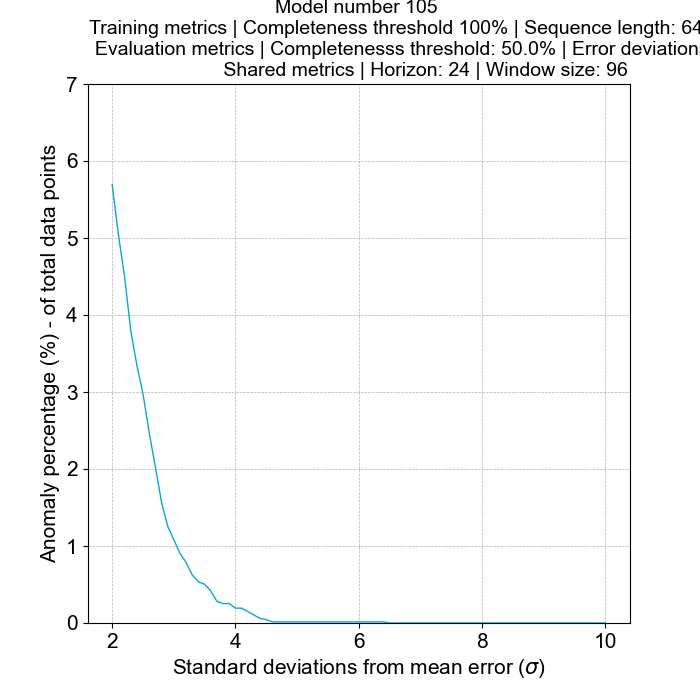 Model number 105
Training metrics | Completeness threshold 100% | Sequence length: 64
Evaluation metrics | Completenesss threshold: 50.0% | Error deviation
Shared metrics | Horizon: 24 | Window size: 96
7
6
5
4
3
2
1
0
Anomaly percentage (%) - of total data points
2 4 6 8 10
Standard deviations from mean error (σ)